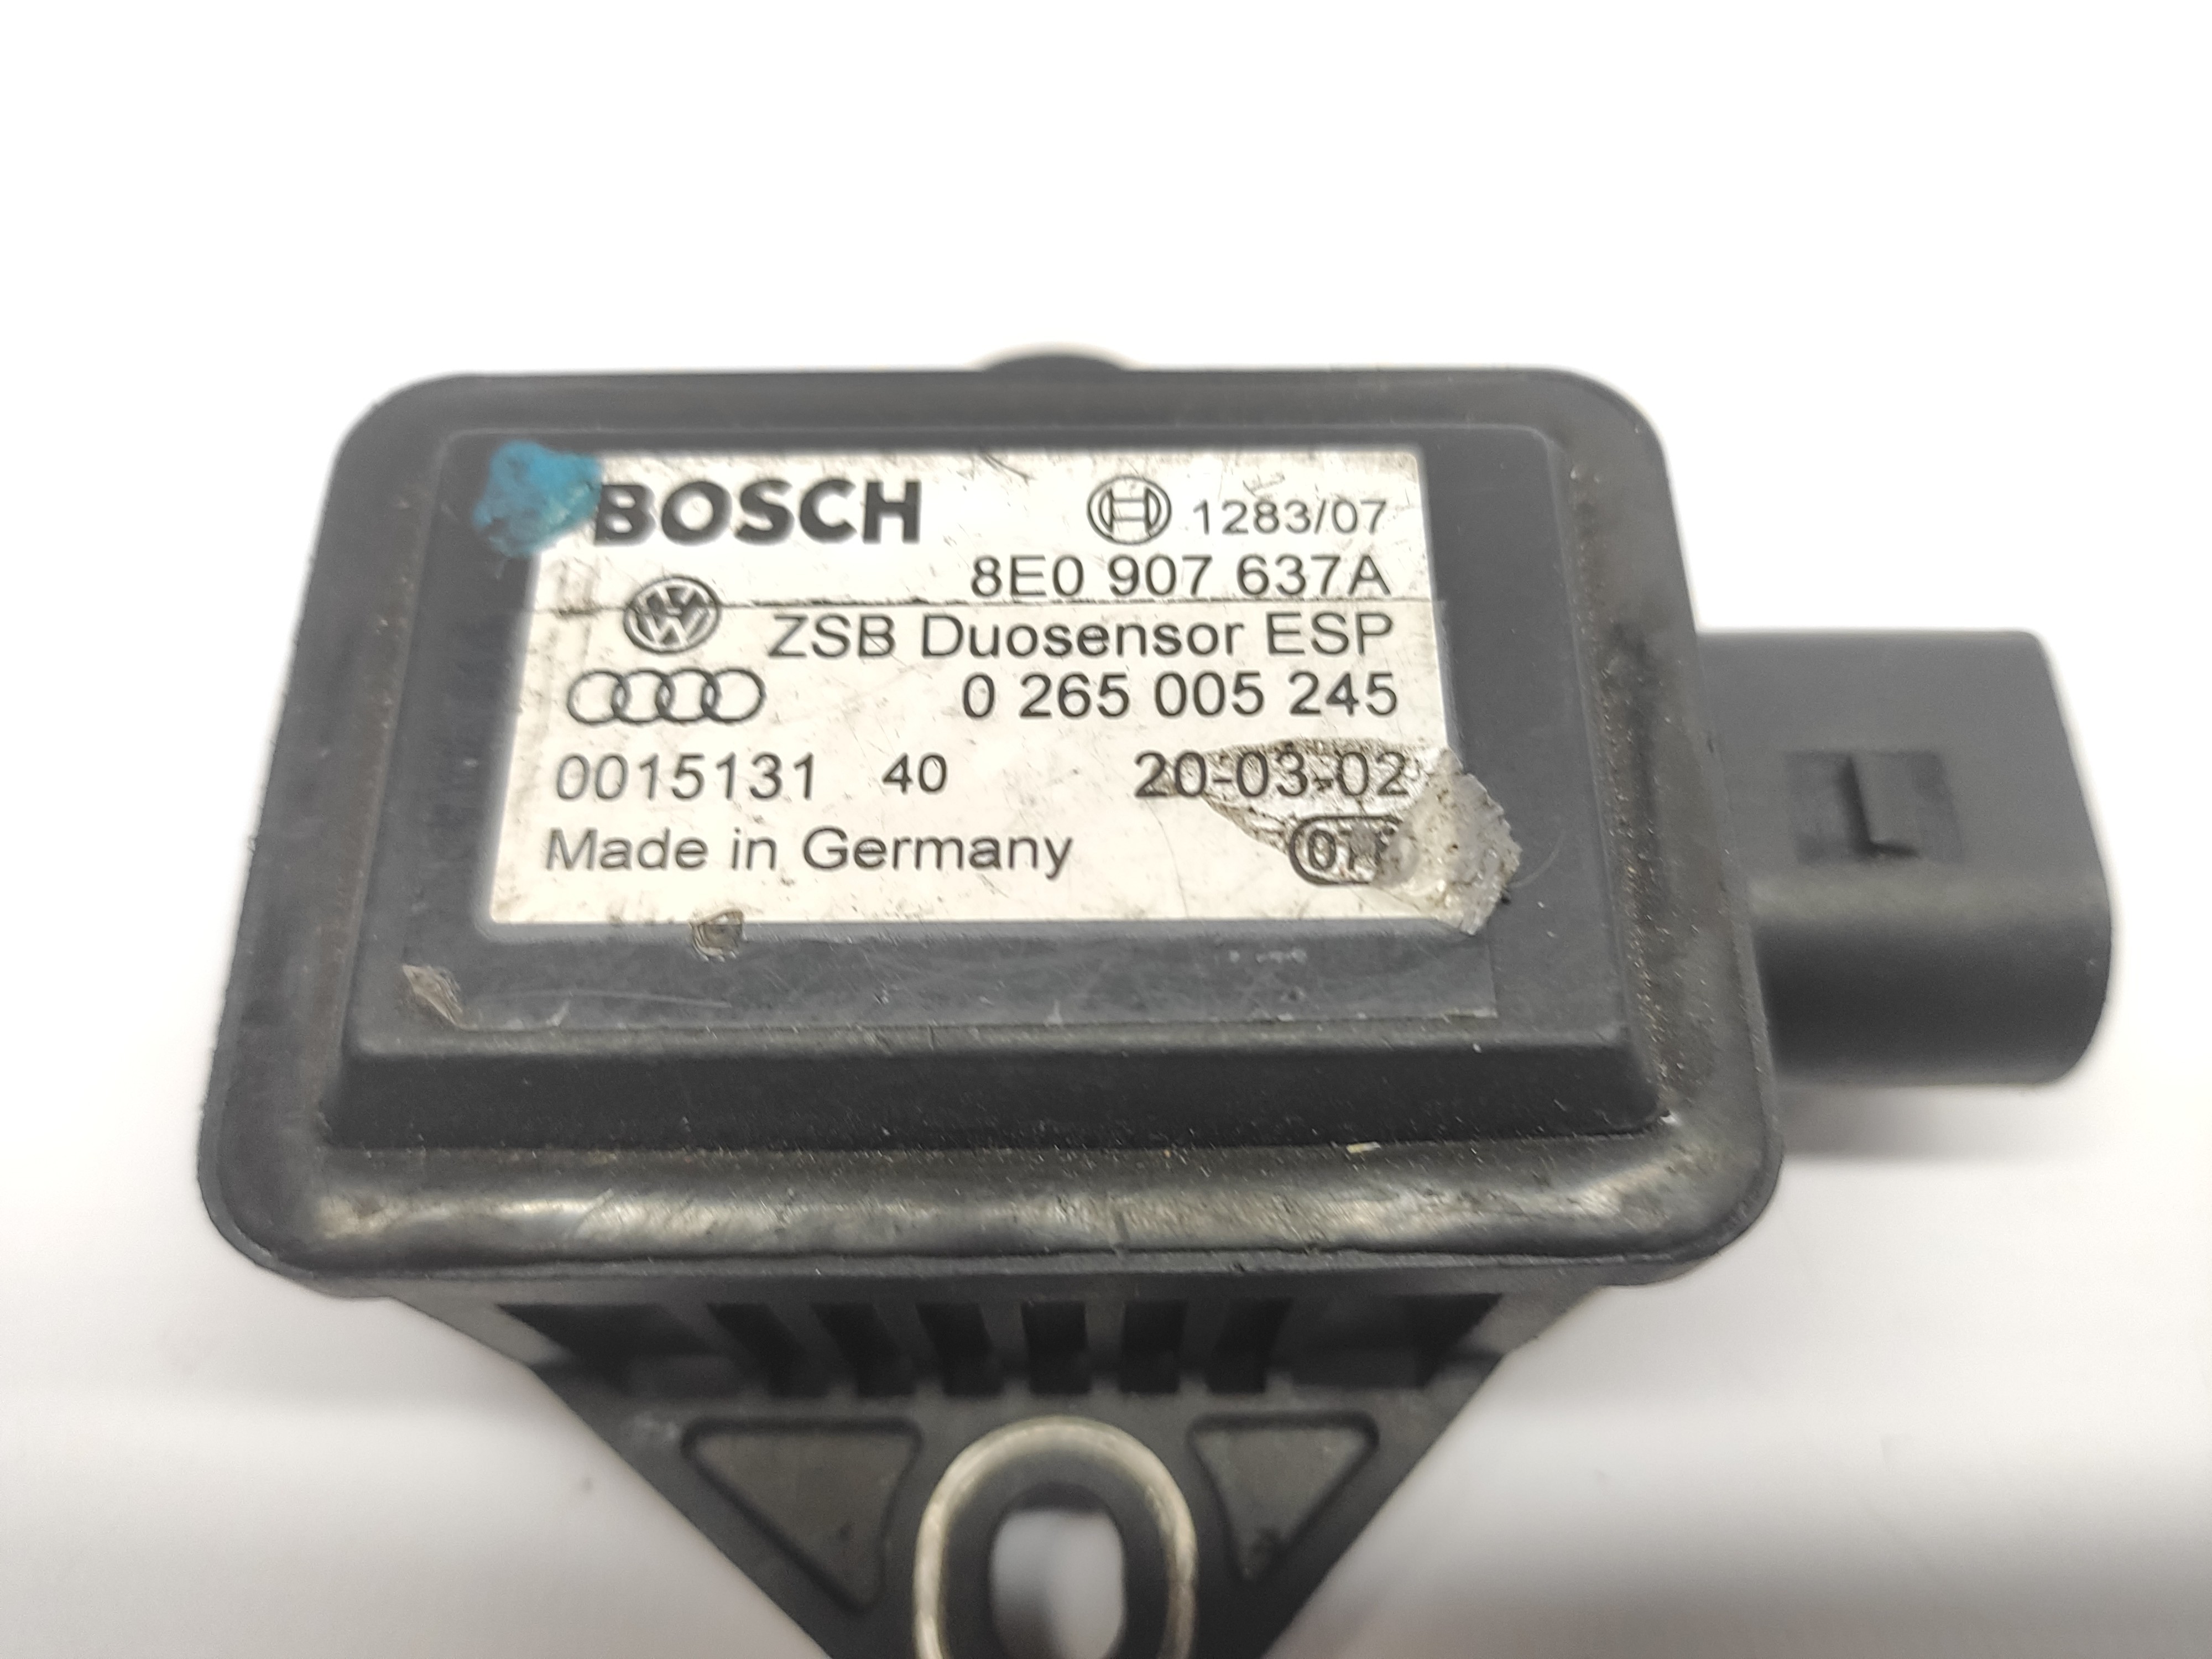 BOSCH 1283/07
8E0 907 637A
ZSB Duosensor ESP
0 265 005 245
0015131 40 20-03-02
Made in Germany